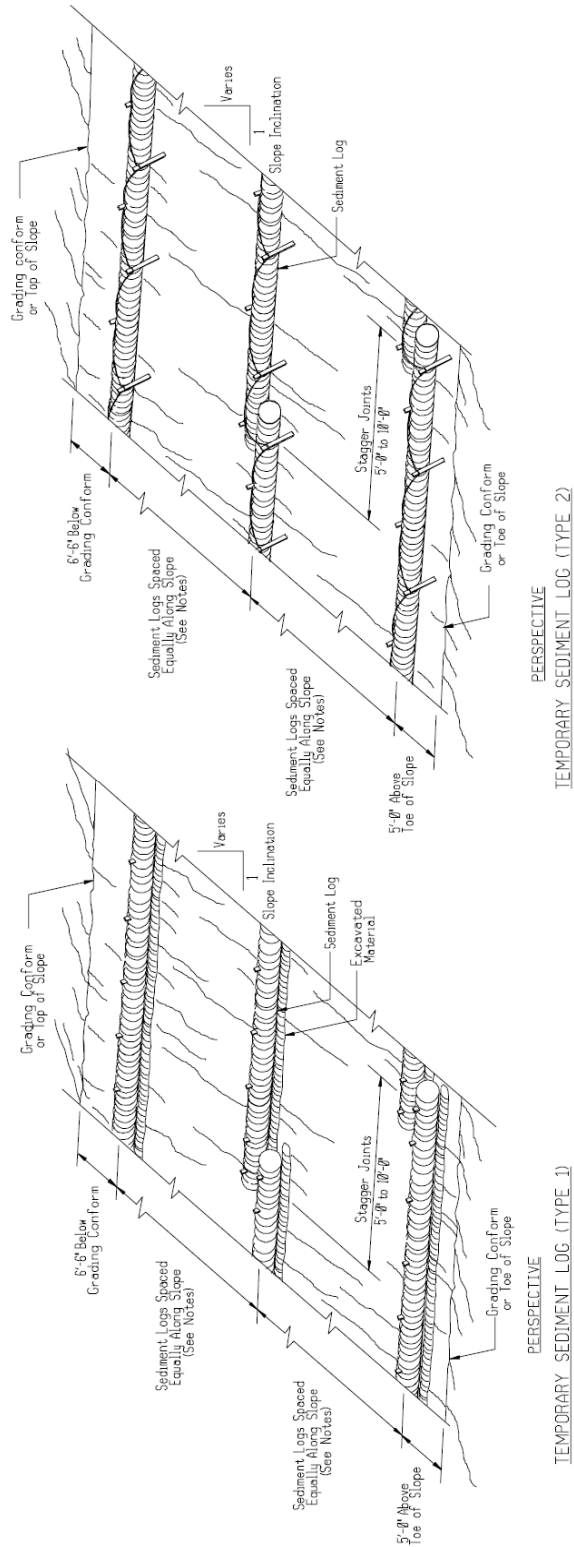 Grading Conform
or Top of Slope
6'-6" Below
Grading Conform
Varies
1
Slope Inclination
Sediment Logs Spaced
Equally Along Slope
(See Notes)
Sediment Log
Excavated
Material
Stagger Joints
5'-0" to 10'-0"
Sediment Logs Spaced
Equally Along Slope
(See Notes)
5'-0" Above
Toe of Slope
Grading Conform
or Toe of Slope
PERSPECTIVE
TEMPORARY SEDIMENT LOG (TYPE 1)
Grading conform
or Top of Slope
6'-6" Below
Grading Conform
Varies
1
Slope Inclination
Sediment Logs Spaced
Equally Along Slope
(See Notes)
Sediment Log
Stagger Joints
5'-0" to 10'-0"
Sediment Logs Spaced
Equally Along Slope
(See Notes)
5'-0" Above
Toe of Slope
Grading Conform
or Toe of Slope
PERSPECTIVE
TEMPORARY SEDIMENT LOG (TYPE 2)